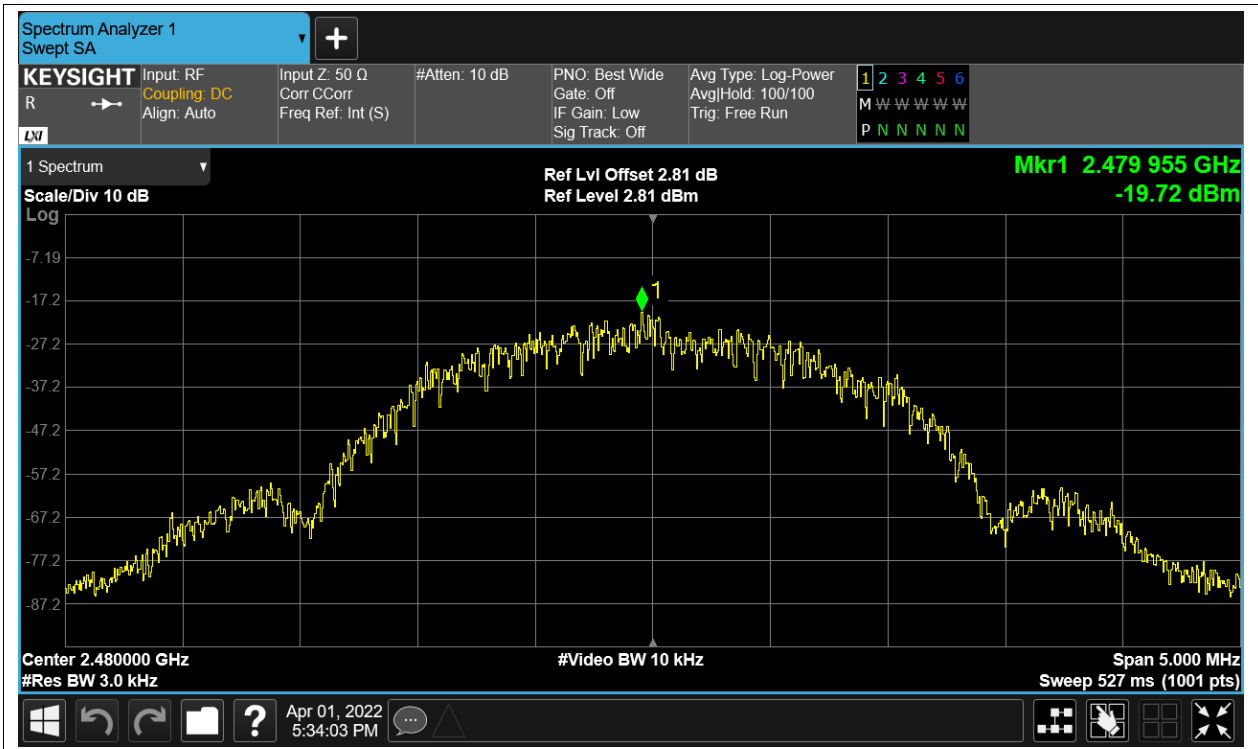 Spectrum Analyzer 1
Swept SA
KEYSIGHT
R
LXI
Input: RF
Coupling: DC
Align: Auto
Input Z: 50 Ω
Corr CCorr
Freq Ref: Int (S)
#Atten: 10 dB
PNO: Best Wide
Gate: Off
IF Gain: Low
Sig Track: Off
Avg Type: Log-Power
Avg|Hold: 100/100
Trig: Free Run
1 2 3 4 5 6
M W W W W W
P N N N N N
1 Spectrum
Scale/Div 10 dB
Log
Ref Lvl Offset 2.81 dB
Ref Level 2.81 dBm
Mkr1 2.479 955 GHz
-19.72 dBm
1
-7.19
-17.2
-27.2
-37.2
-47.2
-57.2
-67.2
-77.2
-87.2
Center 2.480000 GHz
#Video BW 10 kHz
Span 5.000 MHz
#Res BW 3.0 kHz
Sweep 527 ms (1001 pts)
?
Apr 01, 2022
5:34:03 PM